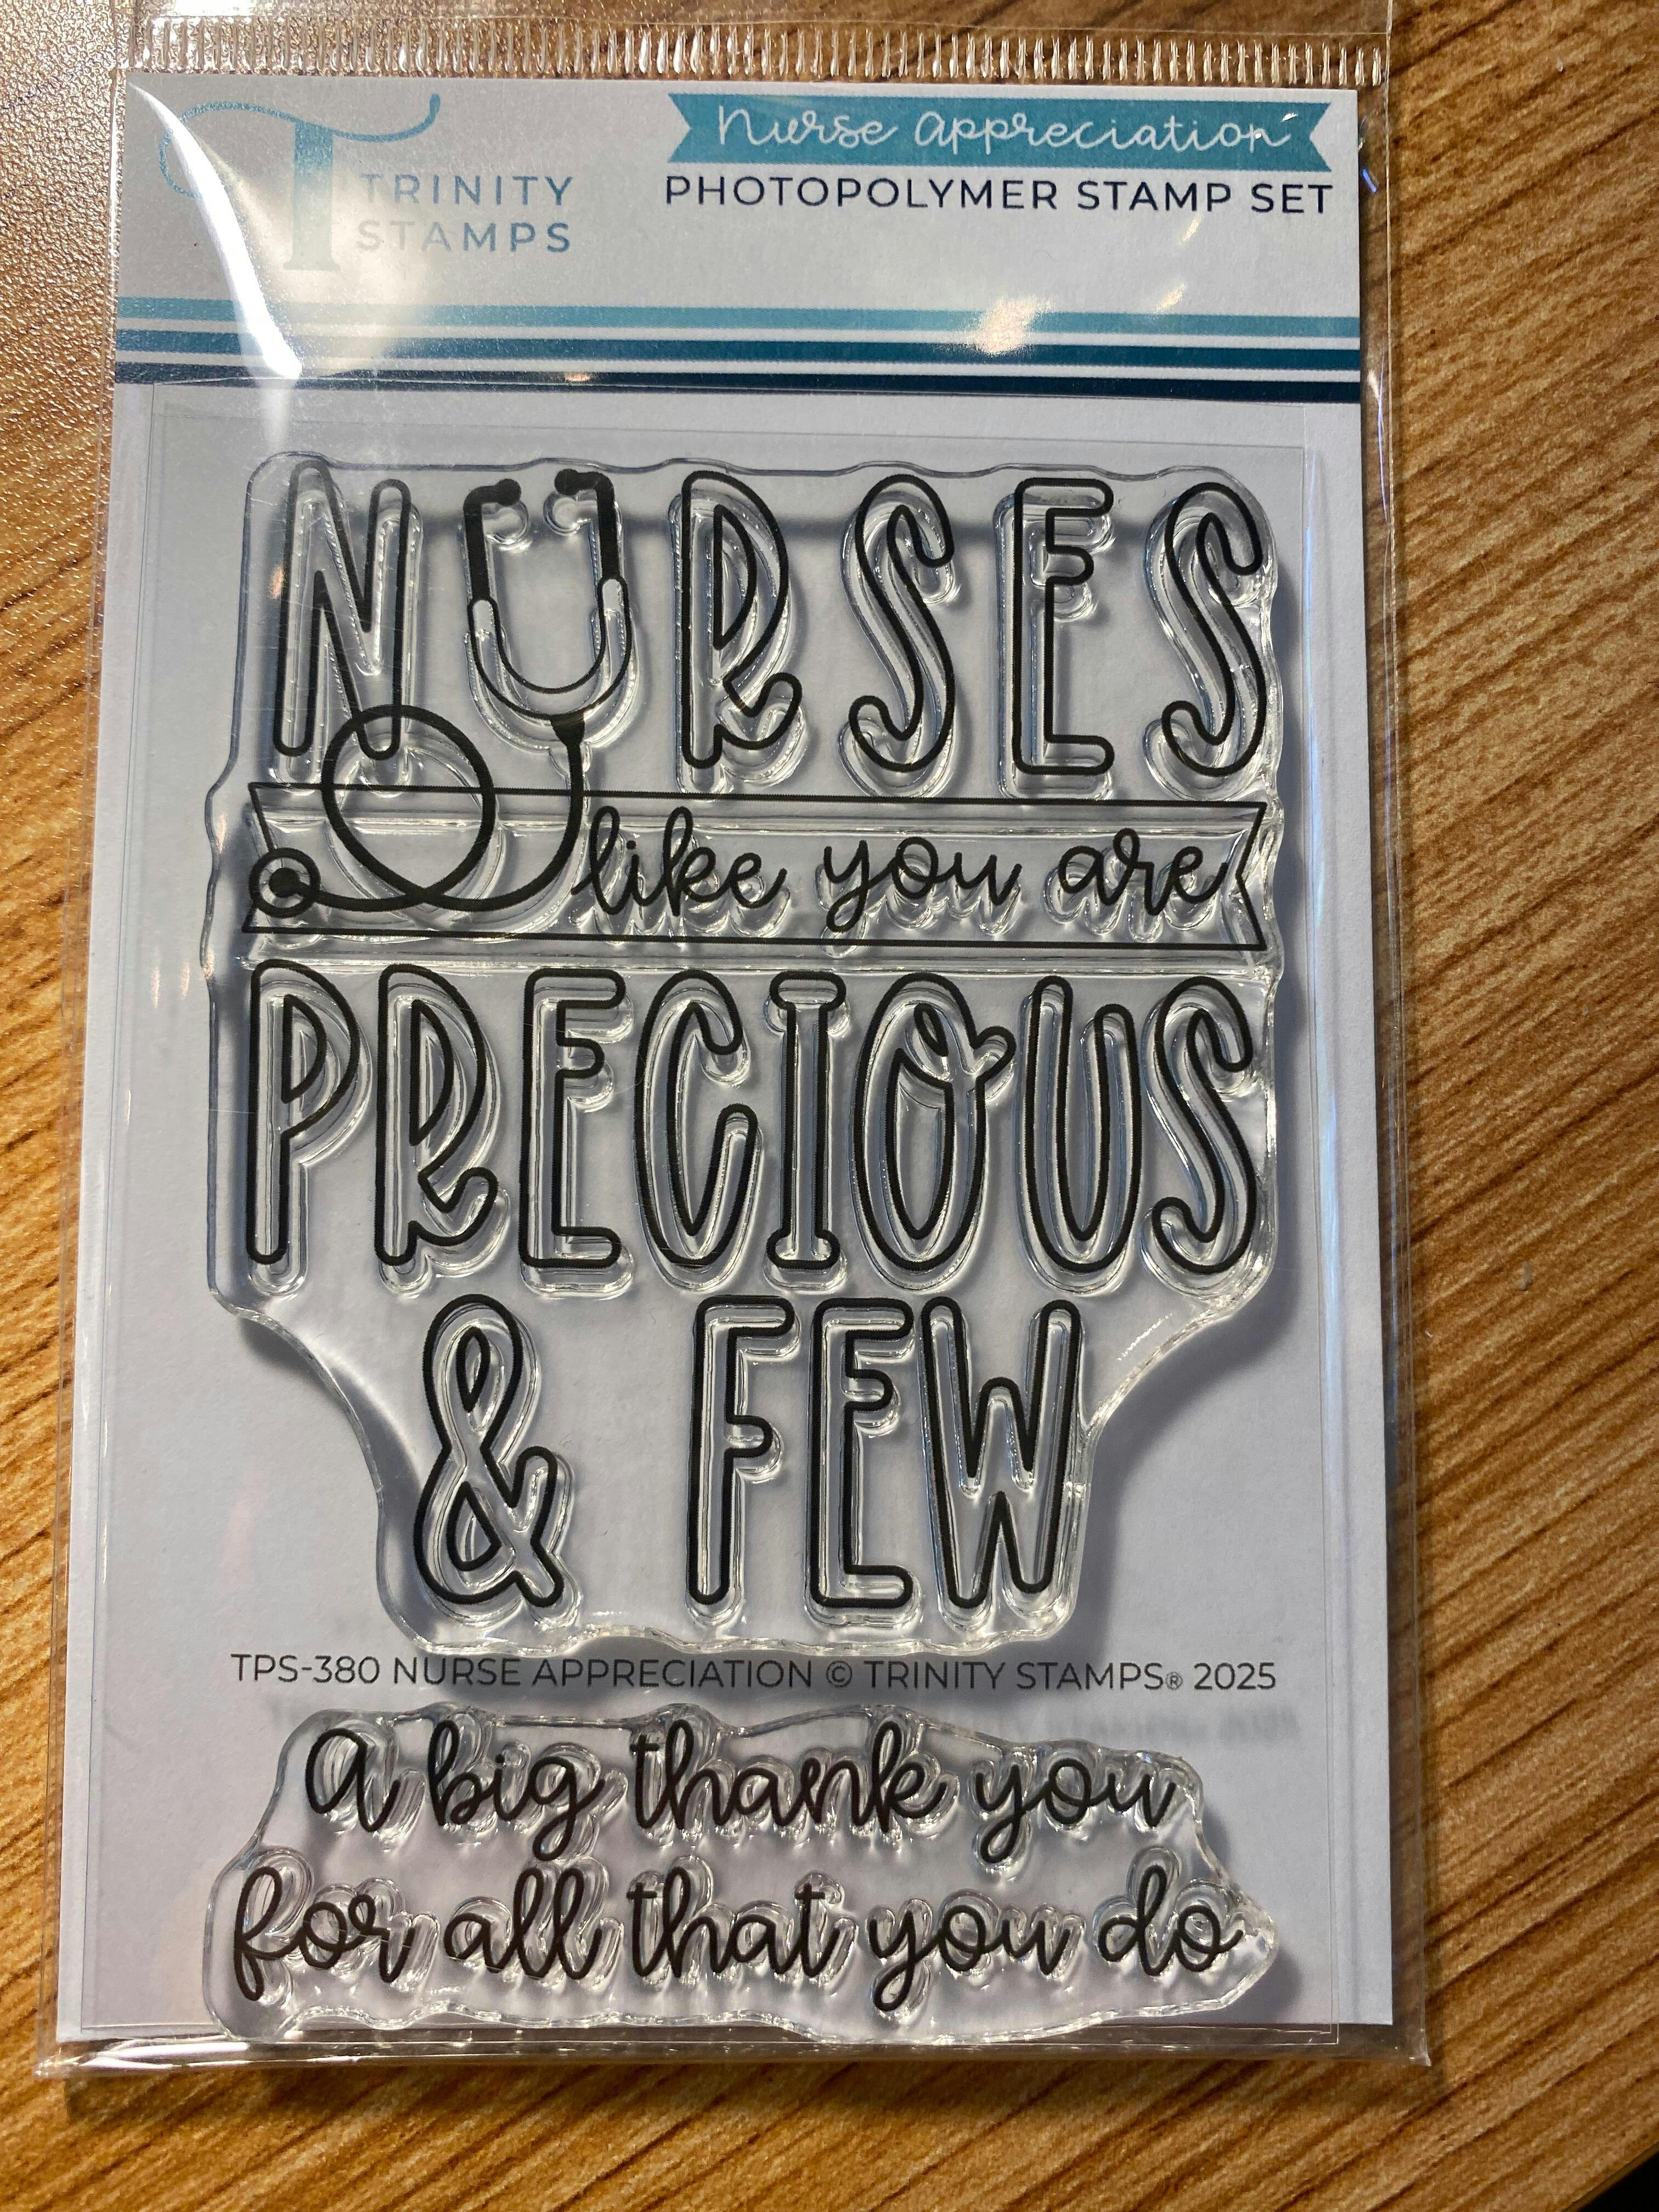 TRINITY
STAMPS
Nurse Appreciation
PHOTOPOLYMER STAMP SET
NURSES
like you are
PRECIOUS
& FEW
TPS-380 NURSE APPRECIATION © TRINITY STAMPS® 2025
a big thank you
for all that you do